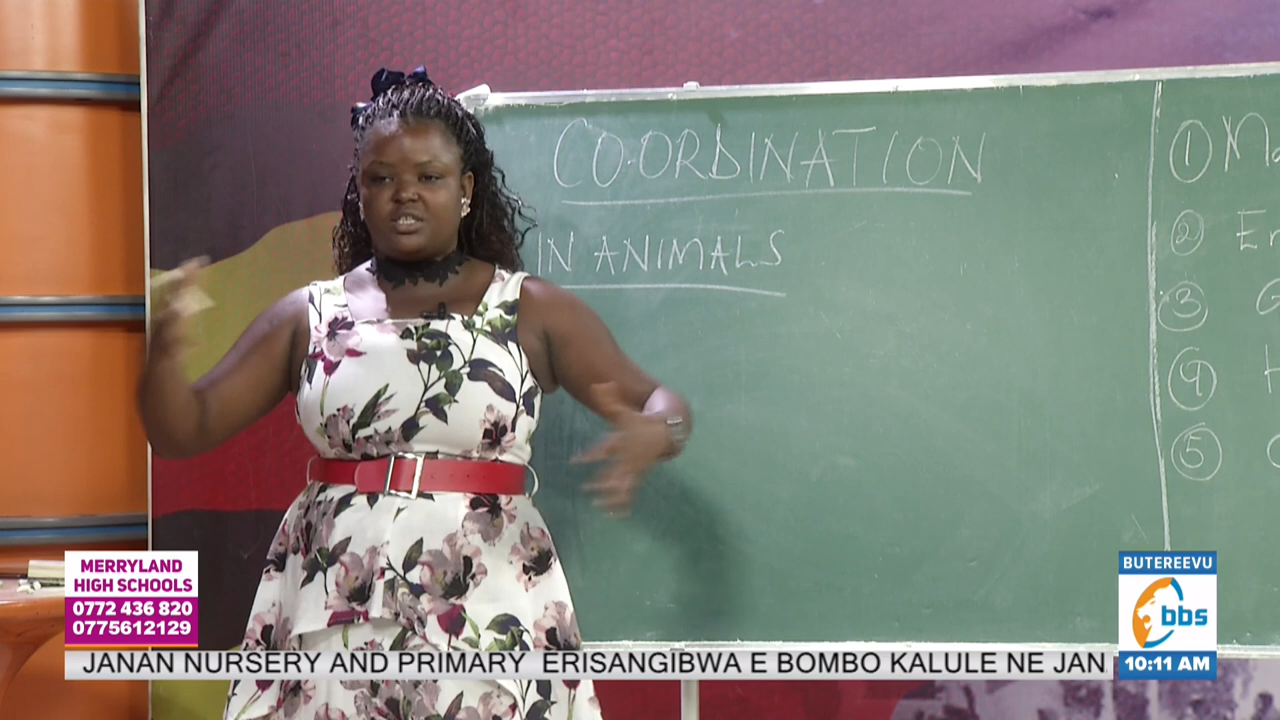 CO-ORDINATION
IN ANIMALS
①
②
③
④
⑤
MERRYLAND
HIGH SCHOOLS
0772 436 820
0775612129
BUTEREEVU
bbs
10:11 AM
JANAN NURSERY AND PRIMARY ERISANGIBWA E BOMBO KALULE NE JAN